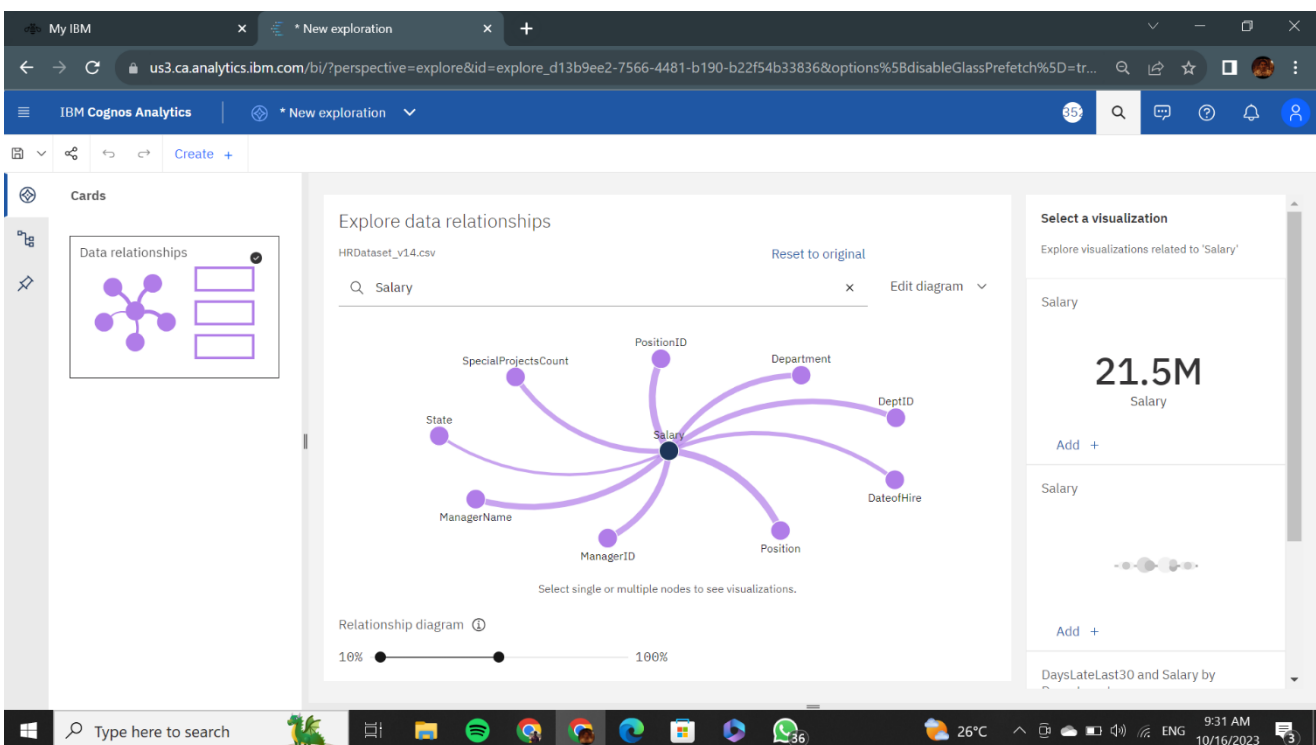 My IBM
* New exploration
us3.ca.analytics.ibm.com/bi/?perspective=explore&id=explore_d13b9ee2-7566-4481-b190-b22f54b33836&options%5BdisableGlassPrefetch%5D=tr...
IBM Cognos Analytics
* New exploration
Create +
Cards
Data relationships
Explore data relationships
HRDataset_v14.csv
Reset to original
Salary
Edit diagram
PositionID
SpecialProjectsCount
Department
DeptID
State
Salary
DateofHire
ManagerName
ManagerID
Position
Select single or multiple nodes to see visualizations.
Relationship diagram
10%
100%
Select a visualization
Explore visualizations related to 'Salary'
Salary
21.5M
Salary
Add +
Salary
Add +
DaysLateLast30 and Salary by
Type here to search
36
26°C
ENG
9:31 AM
10/16/2023
3